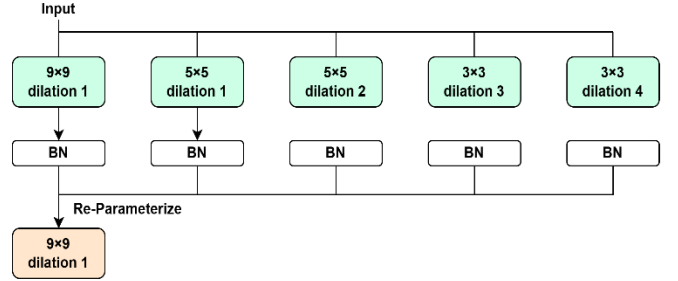 Input
9×9
dilation 1
5×5
dilation 1
5×5
dilation 2
3×3
dilation 3
3×3
dilation 4
BN
BN
BN
BN
BN
Re-Parameterize
9×9
dilation 1